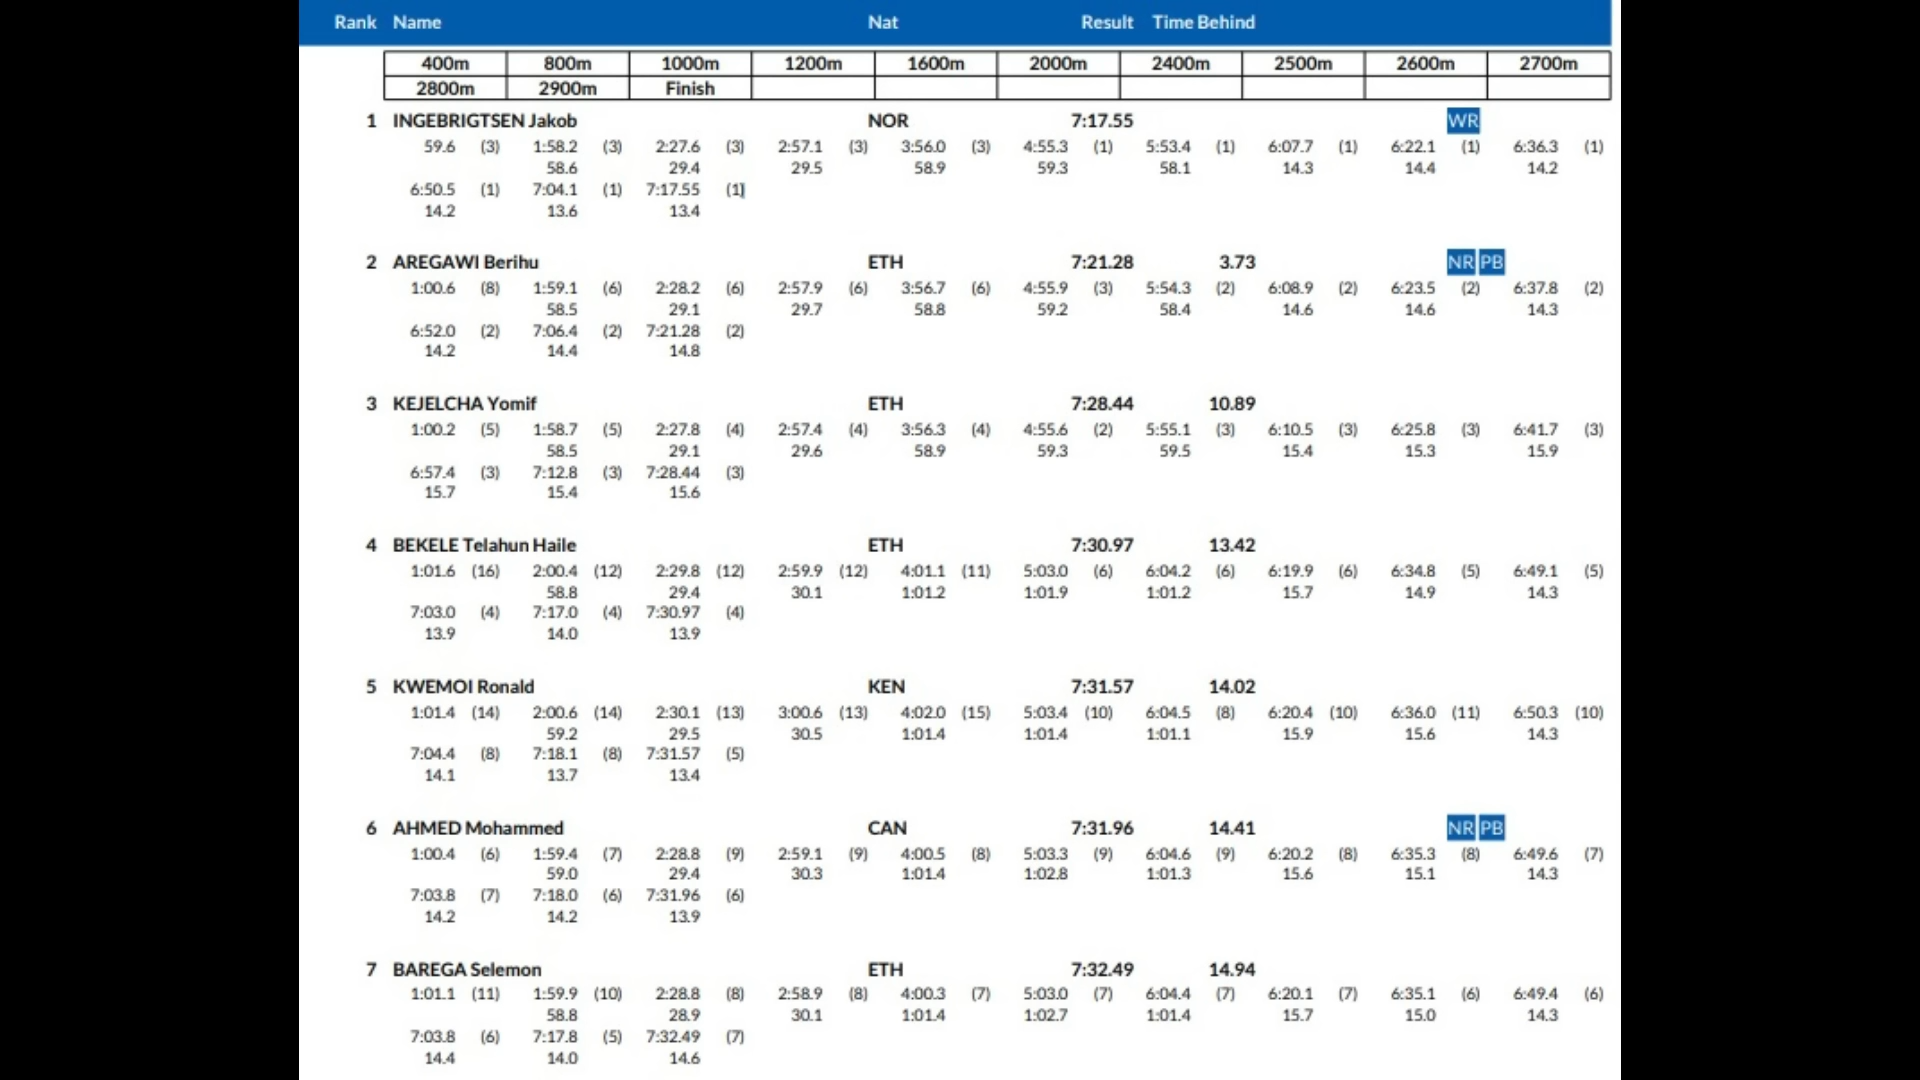 Rank Name Nat Result Time Behind
400m 800m 1000m 1200m 1600m 2000m 2400m 2500m 2600m 2700m
2800m 2900m Finish
1 INGEBRIGTSEN Jakob NOR 7:17.55 WR
59.6 (3) 1:58.2 (3) 2:27.6 (3) 2:57.1 (3) 3:56.0 (3) 4:55.3 (1) 5:53.4 (1) 6:07.7 (1) 6:22.1 (1) 6:36.3 (1)
58.6 29.4 29.5 58.9 59.3 58.1 14.3 14.4 14.2
6:50.5 (1) 7:04.1 (1) 7:17.55 (1)
14.2 13.6 13.4
2 AREGAWI Berihu ETH 7:21.28 3.73 NR PB
1:00.6 (8) 1:59.1 (6) 2:28.2 (6) 2:57.9 (6) 3:56.7 (6) 4:55.9 (3) 5:54.3 (2) 6:08.9 (2) 6:23.5 (2) 6:37.8 (2)
58.5 29.1 29.7 58.8 59.2 58.4 14.6 14.6 14.3
6:52.0 (2) 7:06.4 (2) 7:21.28 (2)
14.2 14.4 14.8
3 KEJELCHA Yomif ETH 7:28.44 10.89
1:00.2 (5) 1:58.7 (5) 2:27.8 (4) 2:57.4 (4) 3:56.3 (4) 4:55.6 (2) 5:55.1 (3) 6:10.5 (3) 6:25.8 (3) 6:41.7 (3)
58.5 29.1 29.6 58.9 59.3 59.5 15.4 15.3 15.9
6:57.4 (3) 7:12.8 (3) 7:28.44 (3)
15.7 15.4 15.6
4 BEKELE Telahun Haile ETH 7:30.97 13.42
1:01.6 (16) 2:00.4 (12) 2:29.8 (12) 2:59.9 (12) 4:01.1 (11) 5:03.0 (6) 6:04.2 (6) 6:19.9 (6) 6:34.8 (5) 6:49.1 (5)
58.8 29.4 30.1 1:01.2 1:01.9 1:01.2 15.7 14.9 14.3
7:03.0 (4) 7:17.0 (4) 7:30.97 (4)
13.9 14.0 13.9
5 KWEMOI Ronald KEN 7:31.57 14.02
1:01.4 (14) 2:00.6 (14) 2:30.1 (13) 3:00.6 (13) 4:02.0 (15) 5:03.4 (10) 6:04.5 (8) 6:20.4 (10) 6:36.0 (11) 6:50.3 (10)
59.2 29.5 30.5 1:01.4 1:01.4 1:01.1 15.9 15.6 14.3
7:04.4 (8) 7:18.1 (8) 7:31.57 (5)
14.1 13.7 13.4
6 AHMED Mohammed CAN 7:31.96 14.41 NR PB
1:00.4 (6) 1:59.4 (7) 2:28.8 (9) 2:59.1 (9) 4:00.5 (8) 5:03.3 (9) 6:04.6 (9) 6:20.2 (8) 6:35.3 (8) 6:49.6 (7)
59.0 29.4 30.3 1:01.4 1:02.8 1:01.3 15.6 15.1 14.3
7:03.8 (7) 7:18.0 (6) 7:31.96 (6)
14.2 14.2 13.9
7 BAREGA Selemon ETH 7:32.49 14.94
1:01.1 (11) 1:59.9 (10) 2:28.8 (8) 2:58.9 (8) 4:00.3 (7) 5:03.0 (7) 6:04.4 (7) 6:20.1 (7) 6:35.1 (6) 6:49.4 (6)
58.8 28.9 30.1 1:01.4 1:02.7 1:01.4 15.7 15.0 14.3
7:03.8 (6) 7:17.8 (5) 7:32.49 (7)
14.4 14.0 14.6